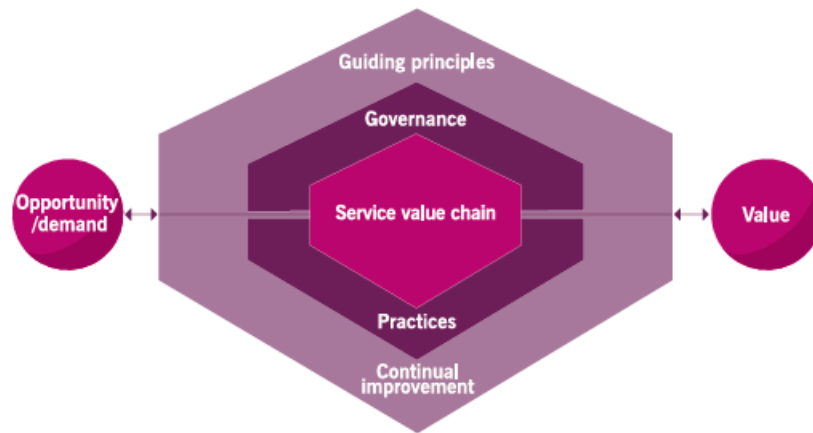 Guiding principles
Governance
Opportunity
/demand
Service value chain
Value
Practices
Continual
improvement